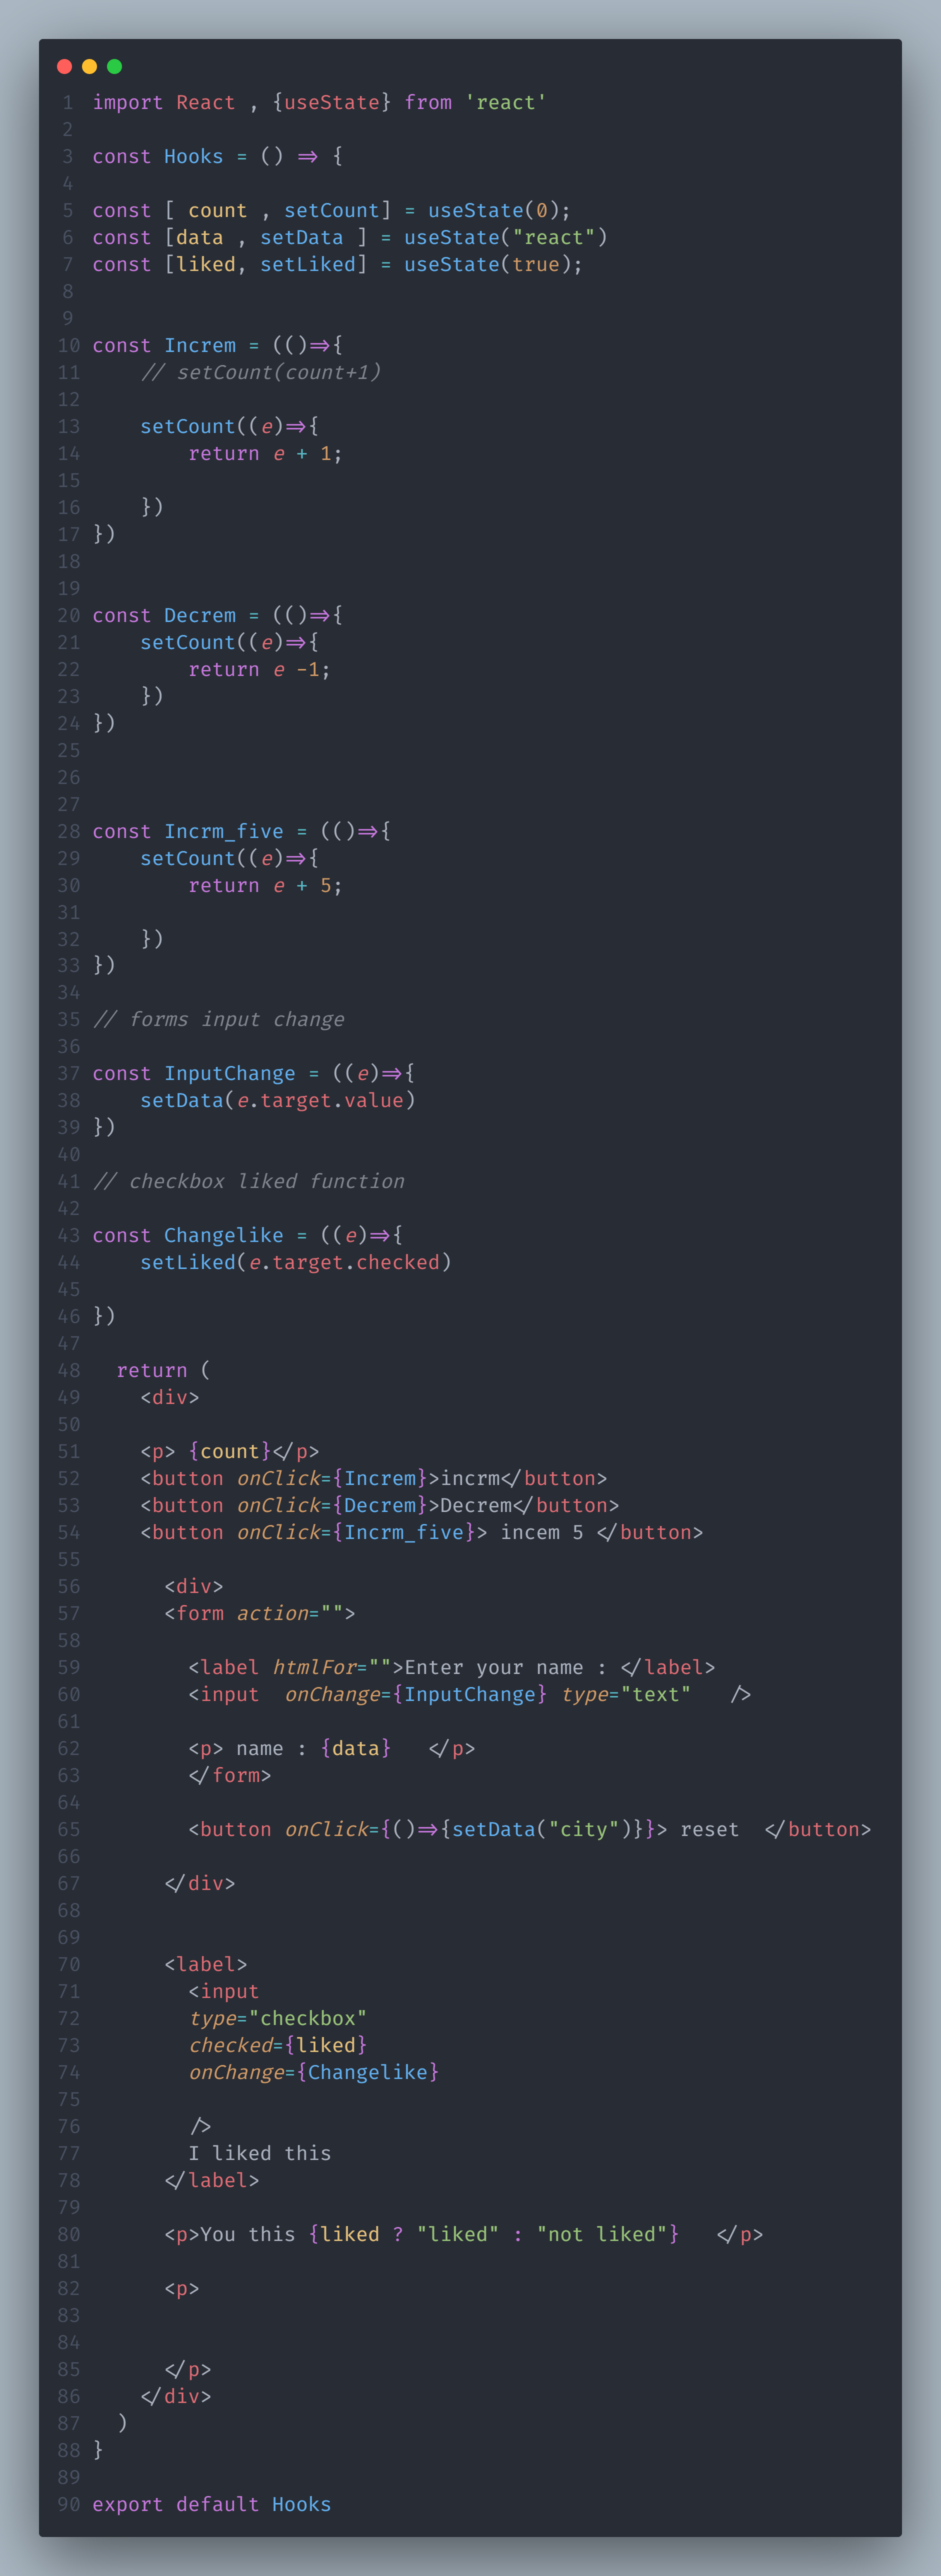 1 import React , {useState} from 'react'
2
3 const Hooks = () => {
4
5 const [ count , setCount] = useState(0);
6 const [data , setData ] = useState("react")
7 const [liked, setLiked] = useState(true);
8
9
10 const Increm = (()=>{
11     // setCount(count+1)
12
13     setCount((e)=>{
14         return e + 1;
15
16     })
17 })
18
19
20 const Decrem = (()=>{
21     setCount((e)=>{
22         return e -1;
23     })
24 })
25
26
27
28 const Incrm_five = (()=>{
29     setCount((e)=>{
30         return e + 5;
31
32     })
33 })
34
35 // forms input change
36
37 const InputChange = ((e)=>{
38     setData(e.target.value)
39 })
40
41 // checkbox liked function
42
43 const Changelike = ((e)=>{
44     setLiked(e.target.checked)
45
46 })
47
48   return (
49     <div>
50
51     <p> {count}</p>
52     <button onClick={Increm}>incrm</button>
53     <button onClick={Decrem}>Decrem</button>
54     <button onClick={Incrm_five}> incem 5 </button>
55
56       <div>
57       <form action="">
58
59         <label htmlFor="">Enter your name : </label>
60         <input  onChange={InputChange} type="text"   />
61
62         <p> name : {data}   </p>
63         </form>
64
65         <button onClick={()=>{setData("city")}}> reset  </button>
66
67       </div>
68
69
70       <label>
71         <input
72         type="checkbox"
73         checked={liked}
74         onChange={Changelike}
75
76         />
77         I liked this
78       </label>
79
80       <p>You this {liked ? "liked" : "not liked"}   </p>
81
82       <p>
83
84
85       </p>
86     </div>
87   )
88 }
89
90 export default Hooks